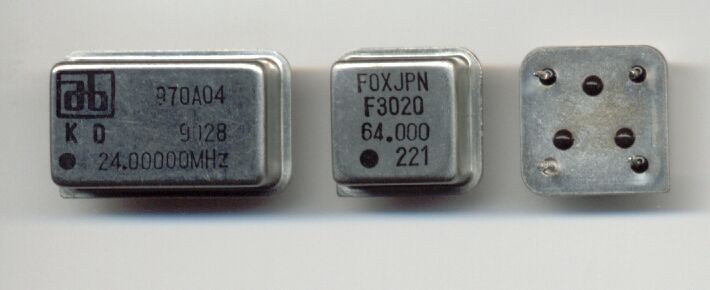 ab 970A04
K D 9128
24.00000MHz
FOXJPN
F3020
64.000
221